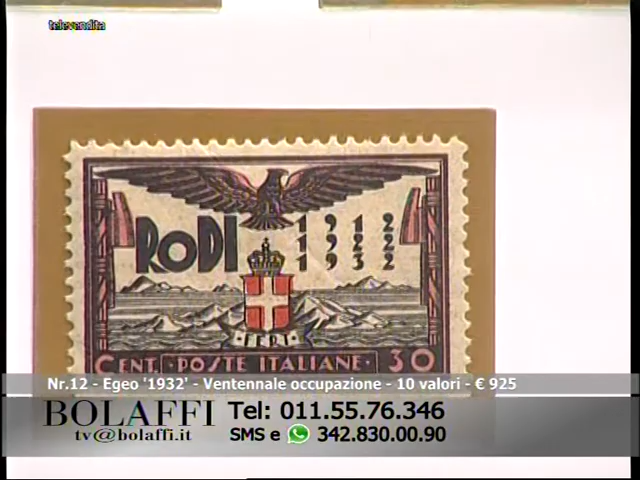 televendita
RODI
1912
1922
1932
FERT
CENT. POSTE ITALIANE 30
Nr.12 - Egeo '1932' - Ventennale occupazione - 10 valori - € 925
BOLAFFI
tv@bolaffi.it
Tel: 011.55.76.346
SMS e 342.830.00.90